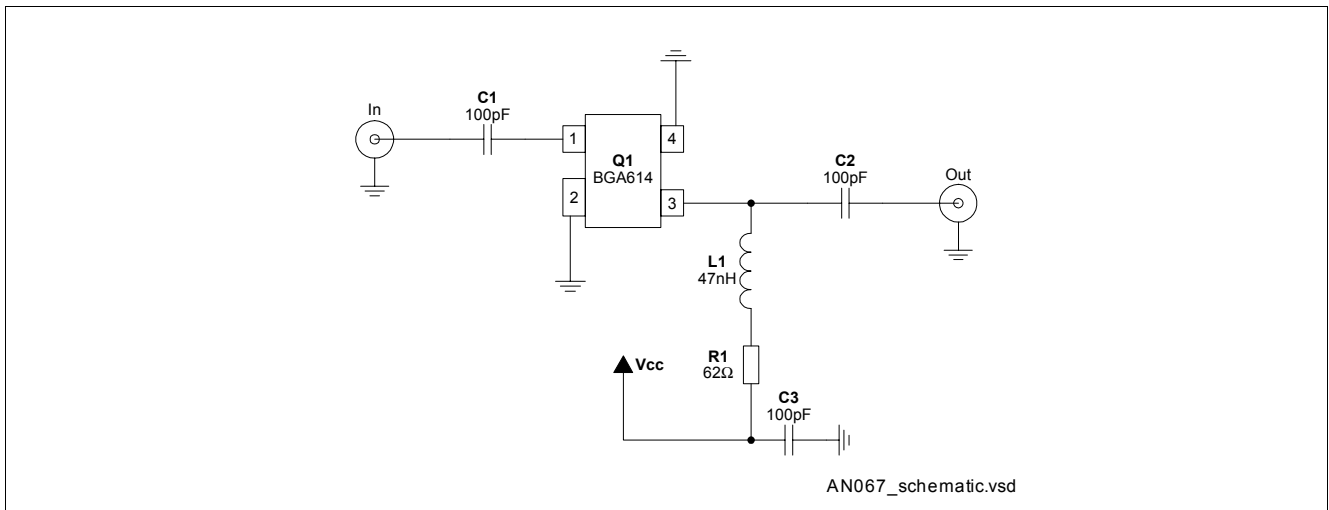 In
C1
100pF
1
4
Q1
BGA614
2
3
C2
100pF
Out
L1
47nH
R1
62Ω
Vcc
C3
100pF
AN067_schematic.vsd